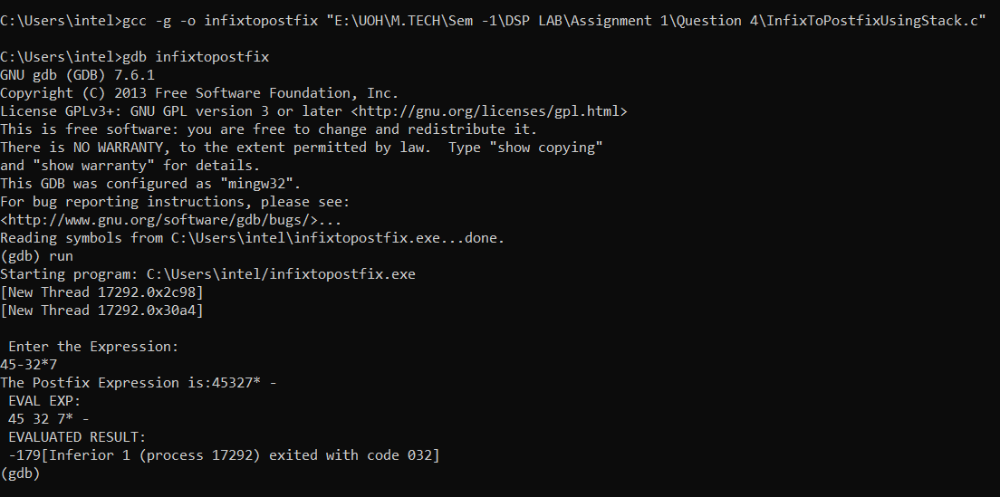 C:\Users\intel>gcc -g -o infixtopostfix "E:\UOH\M.TECH\Sem -1\DSP LAB\Assignment 1\Question 4\InfixToPostfixUsingStack.c"
C:\Users\intel>gdb infixtopostfix
GNU gdb (GDB) 7.6.1
Copyright (C) 2013 Free Software Foundation, Inc.
License GPLv3+: GNU GPL version 3 or later <http://gnu.org/licenses/gpl.html>
This is free software: you are free to change and redistribute it.
There is NO WARRANTY, to the extent permitted by law.  Type "show copying"
and "show warranty" for details.
This GDB was configured as "mingw32".
For bug reporting instructions, please see:
<http://www.gnu.org/software/gdb/bugs/>...
Reading symbols from C:\Users\intel\infixtopostfix.exe...done.
(gdb) run
Starting program: C:\Users\intel/infixtopostfix.exe
[New Thread 17292.0x2c98]
[New Thread 17292.0x30a4]
Enter the Expression:
45-32*7
The Postfix Expression is:45327* -
EVAL EXP:
45 32 7* -
EVALUATED RESULT:
-179[Inferior 1 (process 17292) exited with code 032]
(gdb)